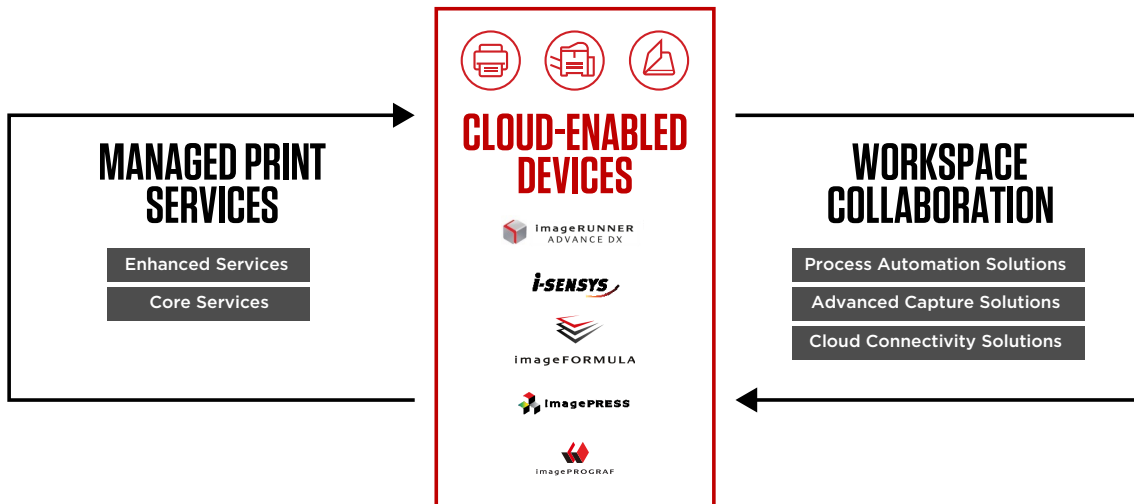 MANAGED PRINT
SERVICES
Enhanced Services
Core Services
CLOUD-ENABLED
DEVICES
imageRUNNER
ADVANCE DX
i-SENSYS
imageFORMULA
imagePRESS
imagePROGRAF
WORKSPACE
COLLABORATION
Process Automation Solutions
Advanced Capture Solutions
Cloud Connectivity Solutions